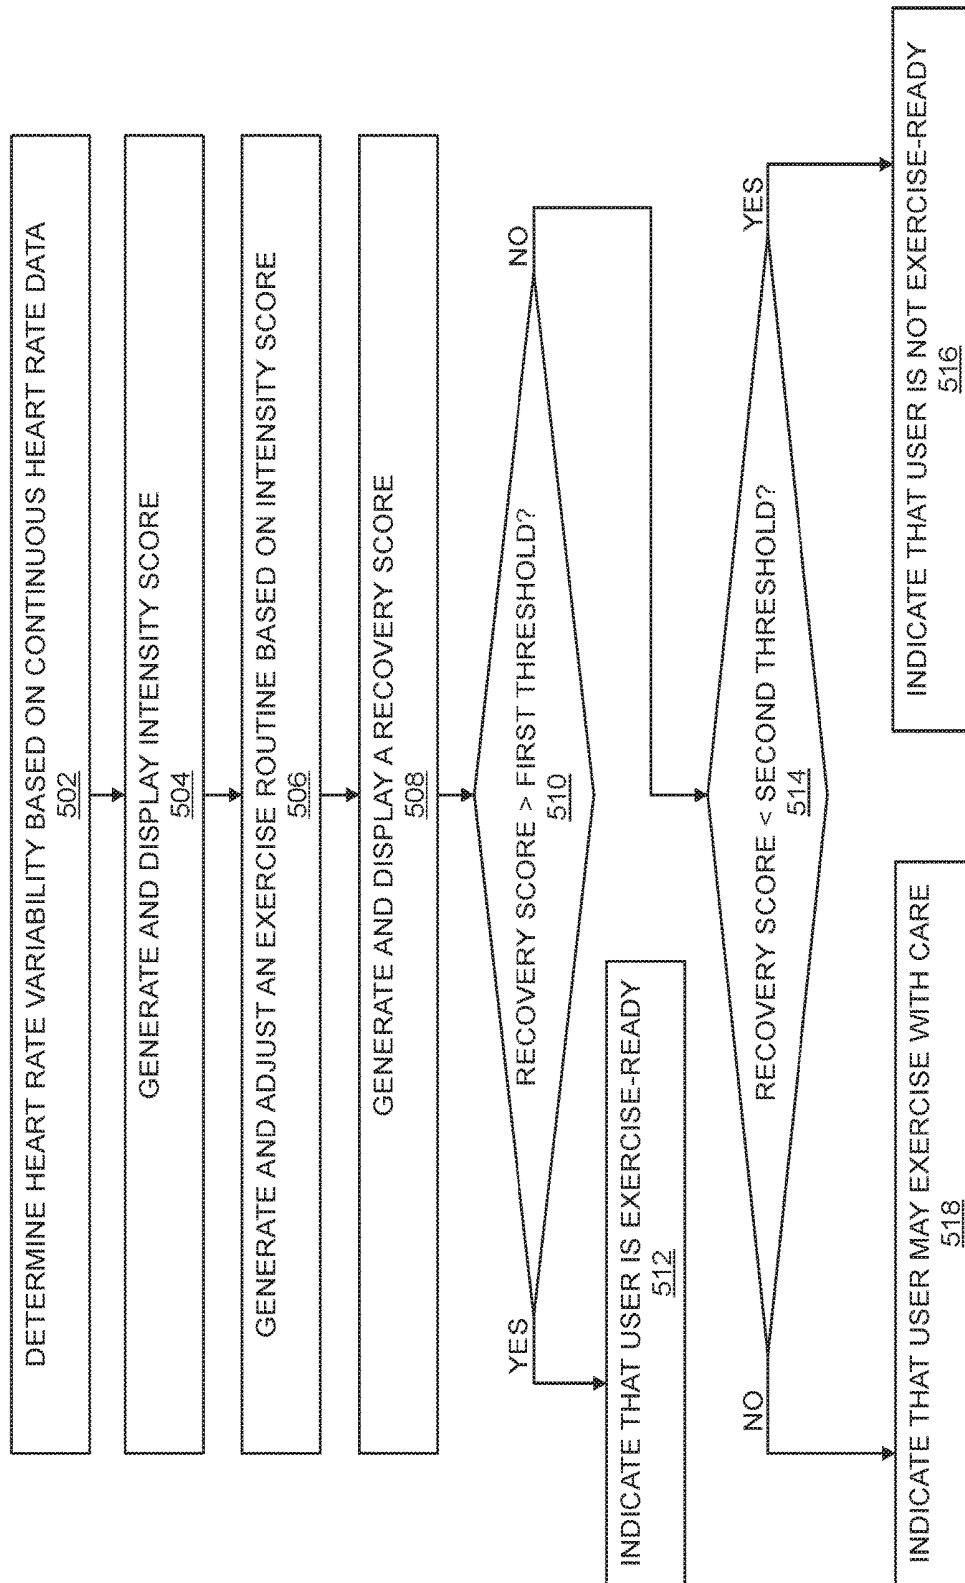 DETERMINE HEART RATE VARIABILITY BASED ON CONTINUOUS HEART RATE DATA
502
GENERATE AND DISPLAY INTENSITY SCORE
504
GENERATE AND ADJUST AN EXERCISE ROUTINE BASED ON INTENSITY SCORE
506
GENERATE AND DISPLAY A RECOVERY SCORE
508
RECOVERY SCORE > FIRST THRESHOLD?
510
YES
NO
INDICATE THAT USER IS EXERCISE-READY
512
RECOVERY SCORE < SECOND THRESHOLD?
514
NO
YES
INDICATE THAT USER MAY EXERCISE WITH CARE
518
INDICATE THAT USER IS NOT EXERCISE-READY
516